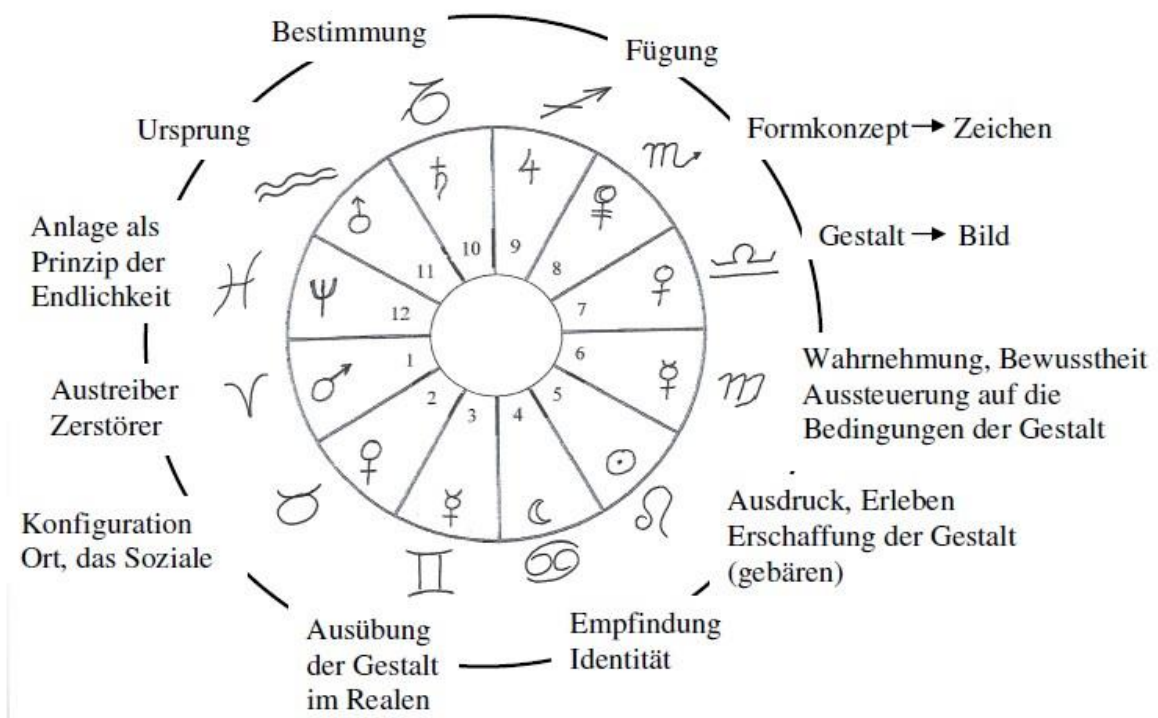 Bestimmung
Fügung
Formkonzept → Zeichen
Gestalt → Bild
Wahrnehmung, Bewusstheit
Aussteuerung auf die
Bedingungen der Gestalt
Ausdruck, Erleben
Erschaffung der Gestalt
(gebären)
Empfindung
Identität
Ausübung
der Gestalt
im Realen
Konfiguration
Ort, das Soziale
Austreiber
Zerstörer
Anlage als
Prinzip der
Endlichkeit
Ursprung
♑
♐
♏
♎
♍
♌
♋
♊
♉
♈
♓
♒
♄ 10
♃ 9
8
♀ 7
☿ 6
☉ 5
☾ 4
☿ 3
♀ 2
♂ 1
♆ 12
11